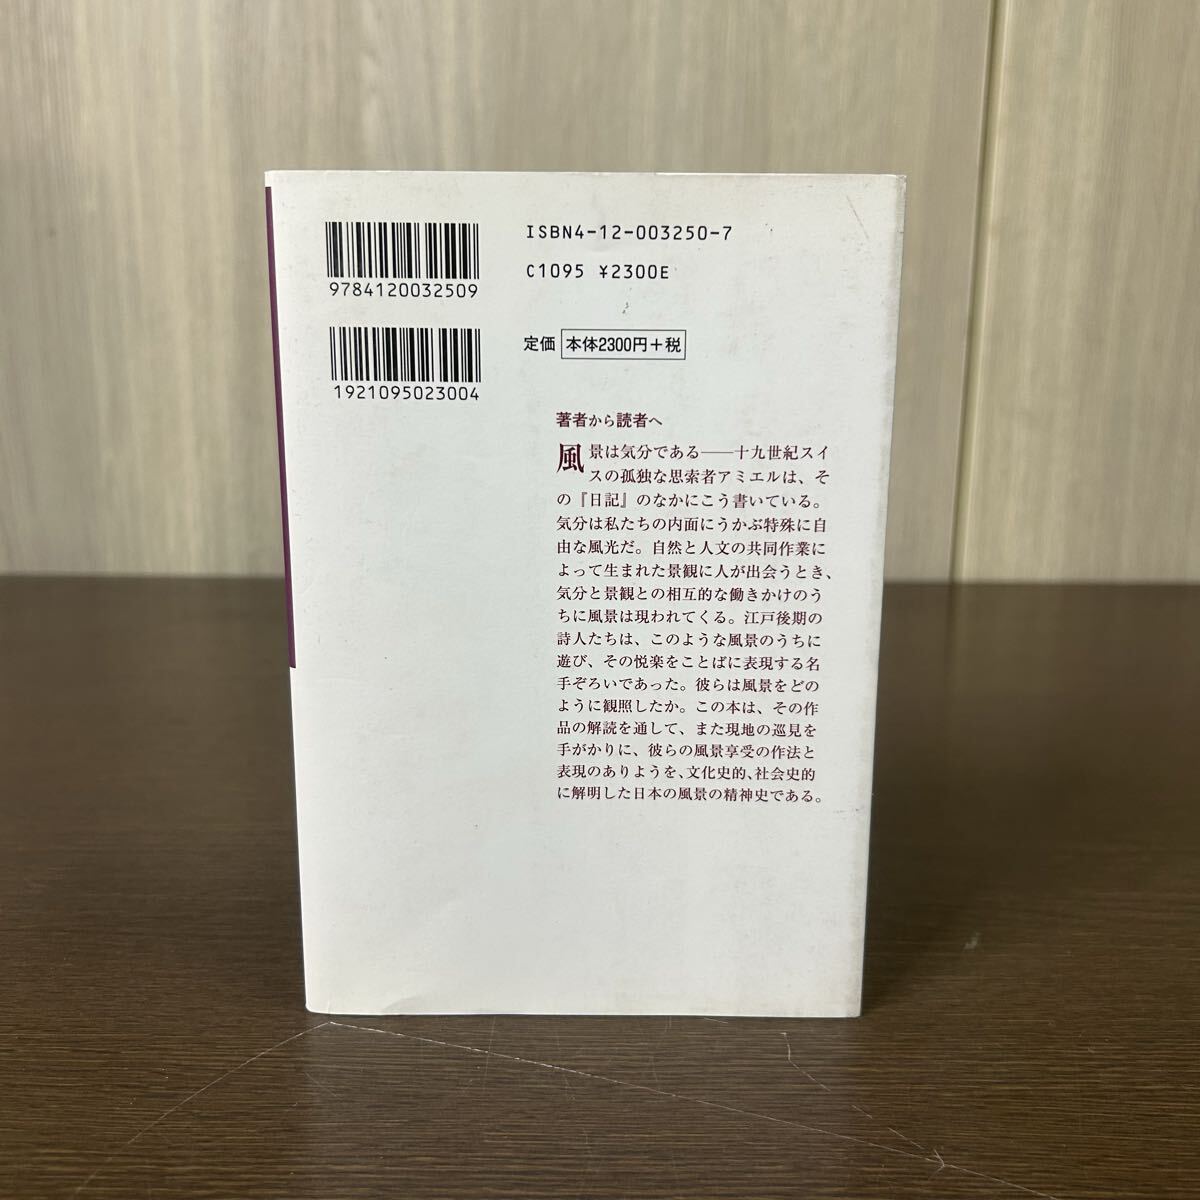 ISBN4-12-003250-7
C1095 ¥2300E
9784120032509
1921095023004
定価 本体2300円+税
著者から読者へ
風景は気分である――十九世紀スイ
スの孤独な思索者アミエルは、そ
の『日記』のなかにこう書いている。
気分は私たちの内面にうかぶ特殊に自
由な風光だ。自然と人文の共同作業に
よって生まれた景観に人が出会うとき、
気分と景観との相互的な働きかけのう
ちに風景は現われてくる。江戸後期の
詩人たちは、このような風景のうちに
遊び、その悦楽をことばに表現する名
手ぞろいであった。彼らは風景をどの
ように観照したか。この本は、その作
品の解読を通して、また現地の巡見を
手がかりに、彼らの風景享受の作法と
表現のありようを、文化史的、社会史的
に解明した日本の風景の精神史である。